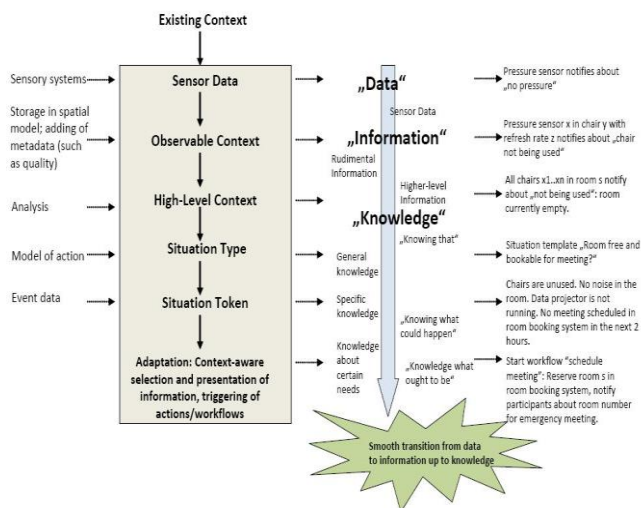 Existing Context
Sensory systems
Storage in spatial
model; adding of
metadata (such
as quality)
Analysis
Model of action
Event data
Sensor Data
Observable Context
High-Level Context
Situation Type
Situation Token
Adaptation: Context-aware
selection and presentation of
information, triggering of
actions/workflows
„Data“
Sensor Data
„Information“
Rudimental
Information
Higher-level
Information
„Knowledge“
„Knowing that“
General
knowledge
Specific
knowledge
„Knowing what
could happen“
Knowledge
about
certain
needs
„Knowledge what
ought to be“
Smooth transition from data
to information up to knowledge
Pressure sensor notifies about
„no pressure“
Pressure sensor x in chair y with
refresh rate z notifies about „chair
not being used“
All chairs x1..xn in room s notify
about „not being used“: room
currently empty.
Situation template „Room free and
bookable for meeting?“
Chairs are unused. No noise in the
room. Data projector is not
running. No meeting scheduled in
room booking system in the next 2
hours.
Start workflow “schedule
meeting”: Reserve room s in
room booking system, notify
participants about room number
for emergency meeting.